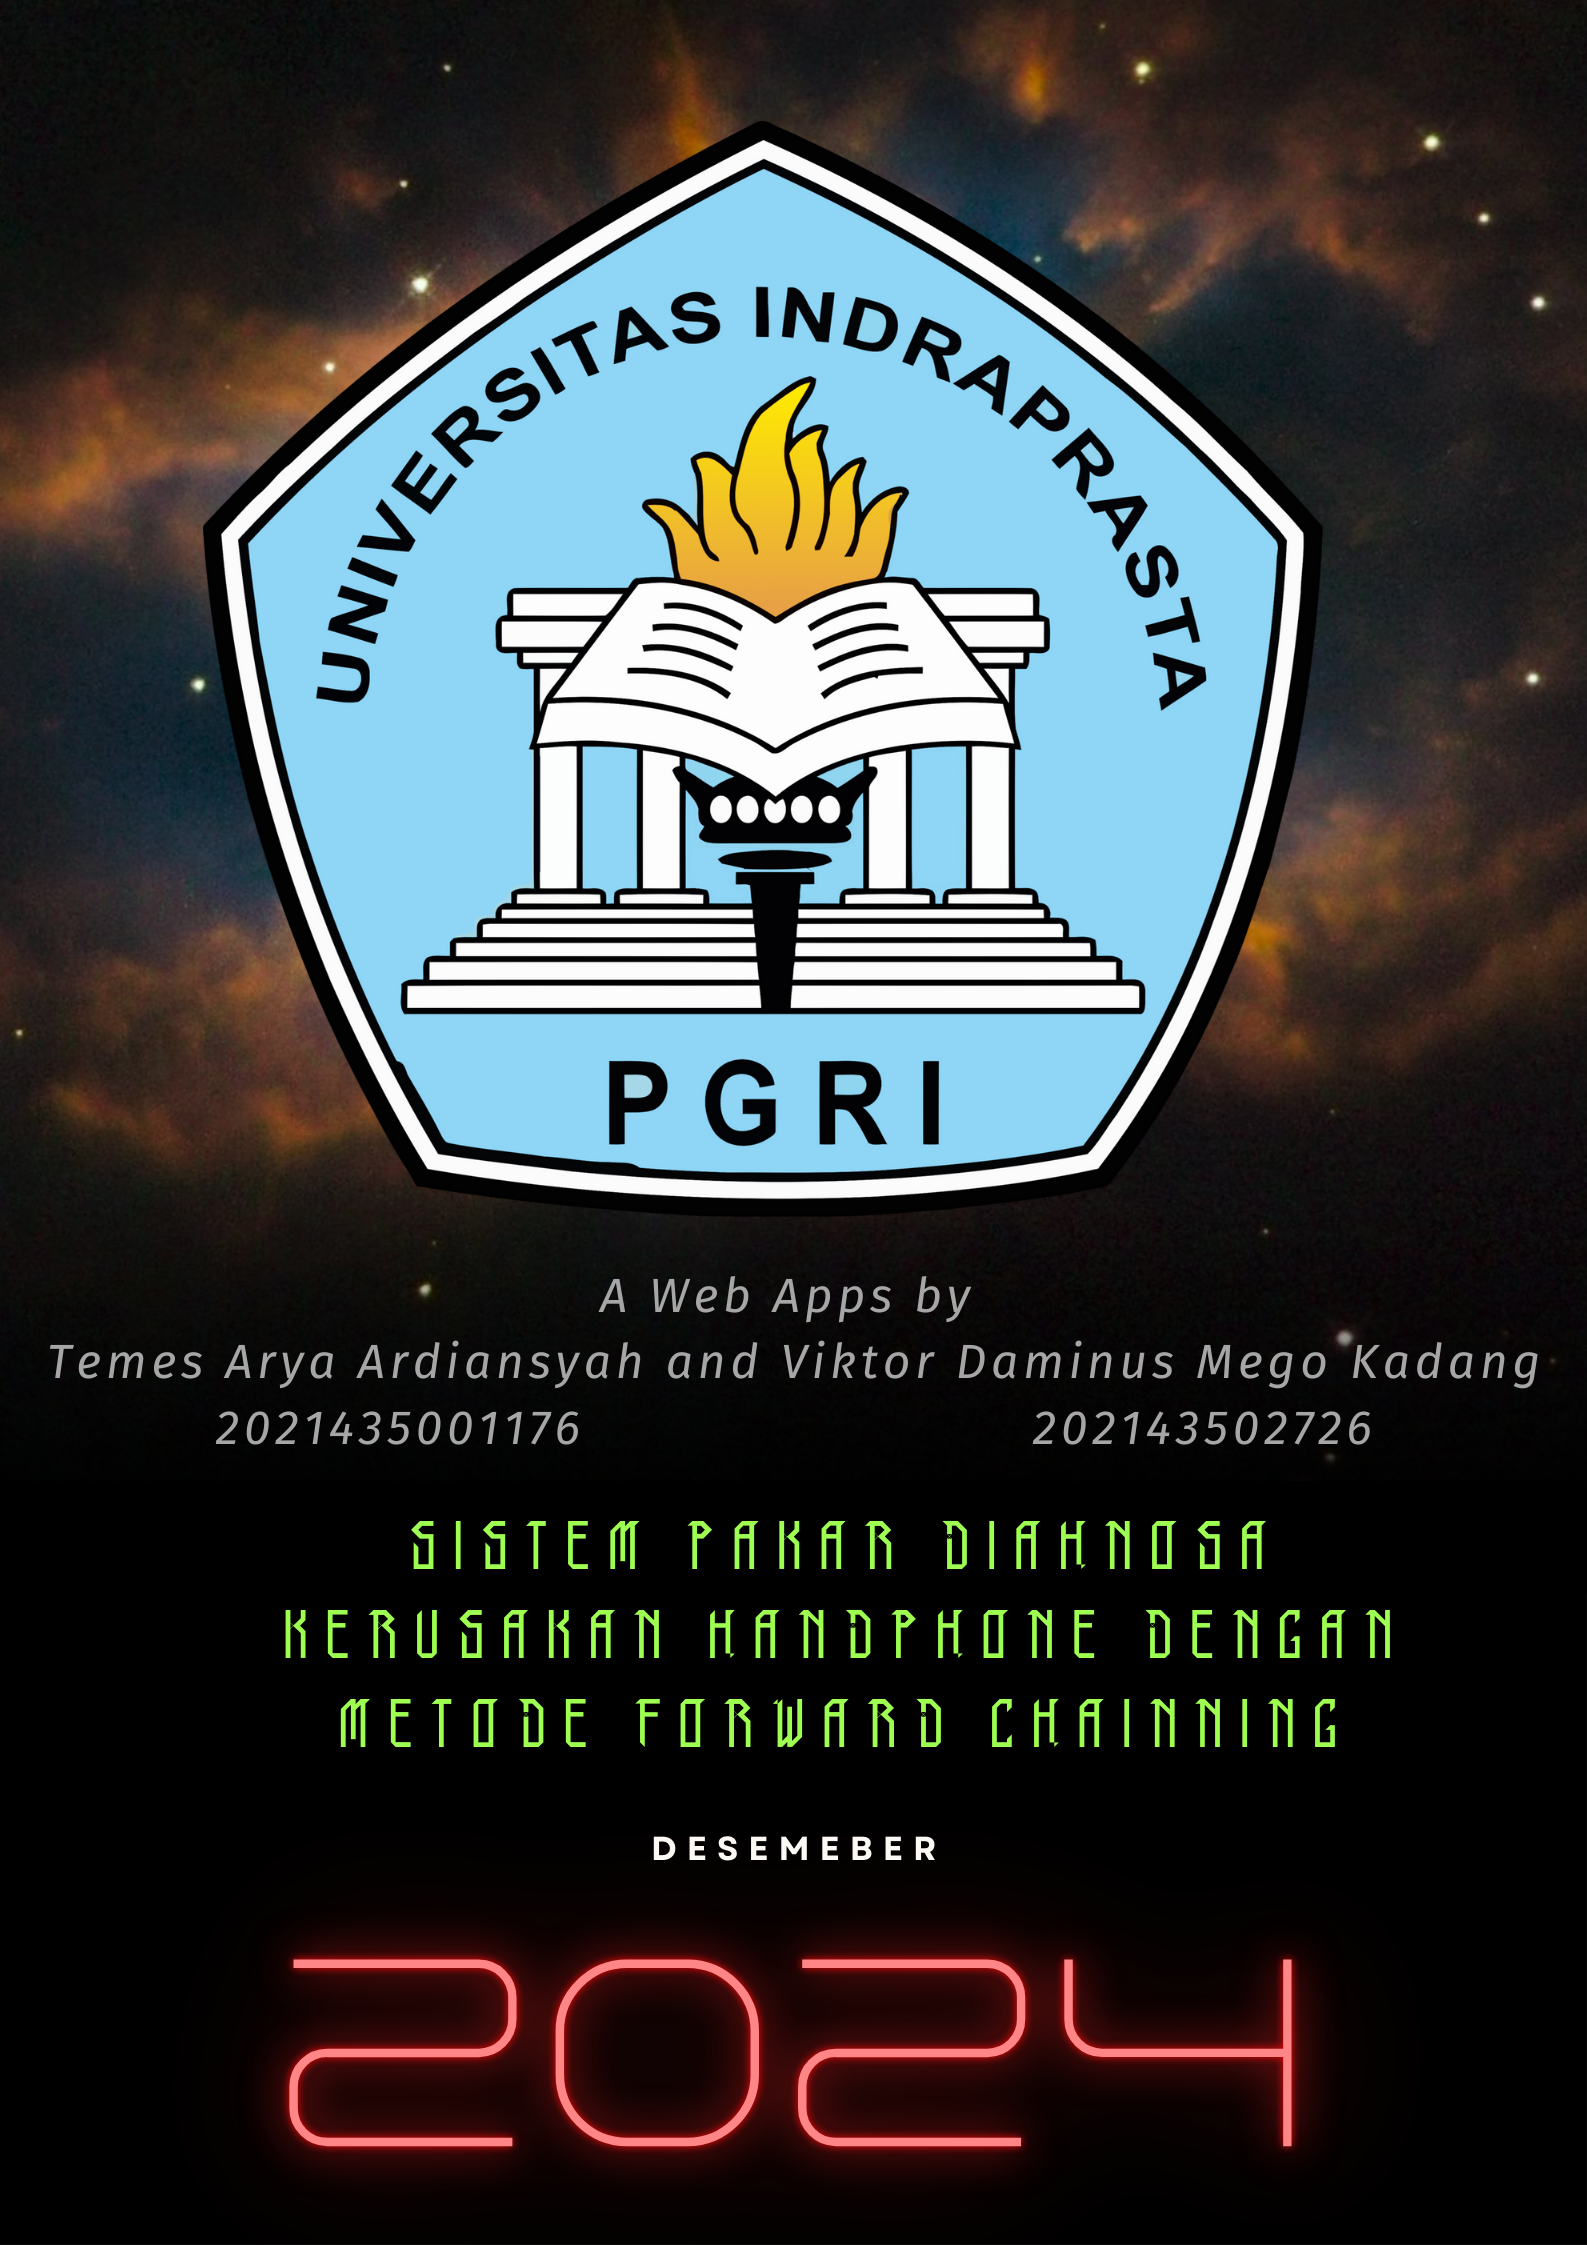 UNIVERSITAS INDRAPRASTA
PGRI
A Web Apps by
Temes Arya Ardiansyah and Viktor Daminus Mego Kadang
2021435001176 202143502726
SISTEM PAKAR DIAHNOSA
KERUSAKAN HANDPHONE DENGAN
METODE FORWARD CHAINNING
DESEMEBER
2024